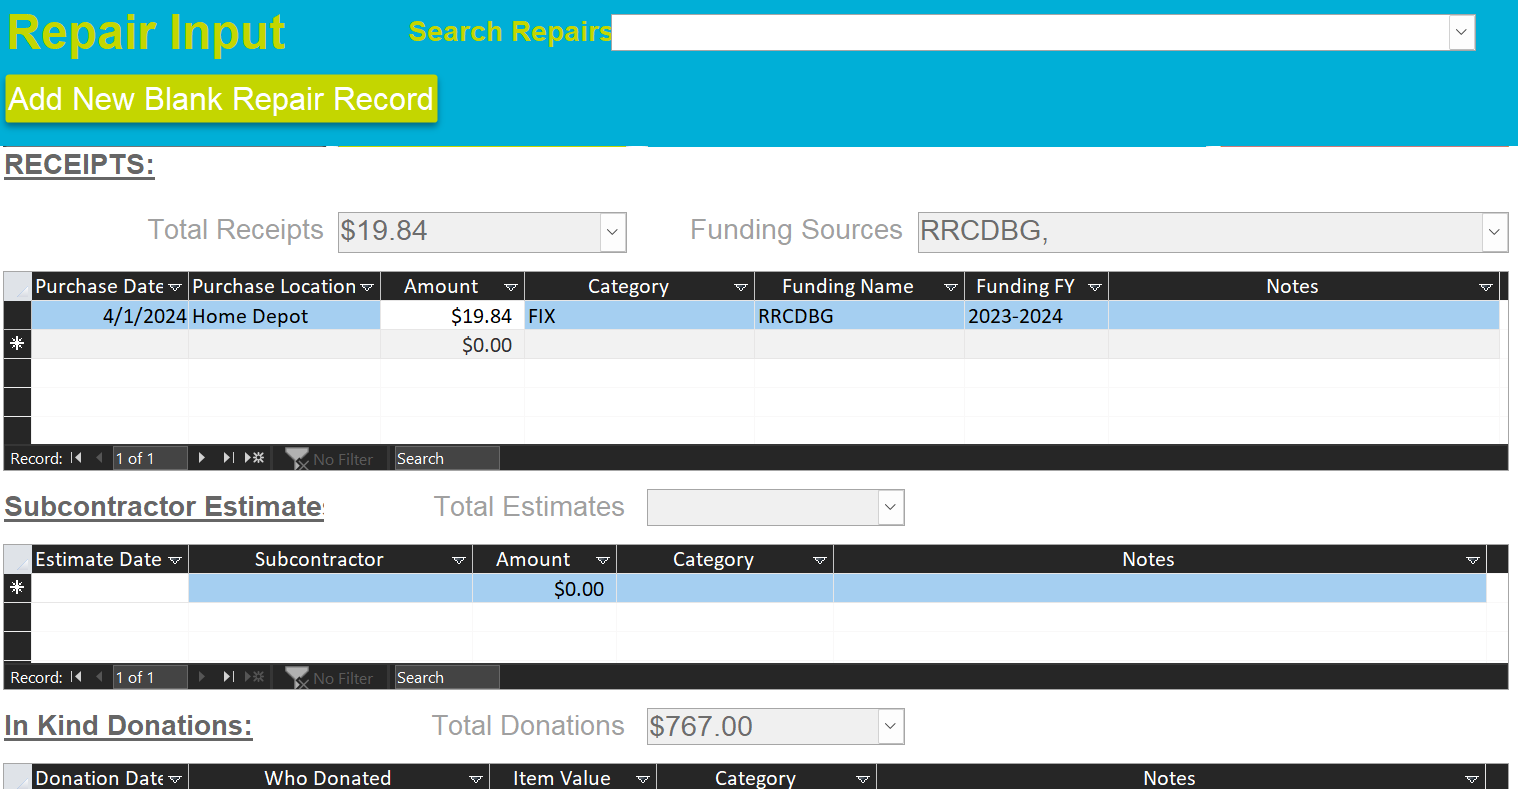 Repair Input
Search Repairs
Add New Blank Repair Record
RECEIPTS:
Total Receipts $19.84 Funding Sources RRCDBG,
Purchase Date Purchase Location Amount Category Funding Name Funding FY Notes
4/1/2024 Home Depot $19.84 FIX RRCDBG 2023-2024
$0.00
Record: 1 of 1 No Filter Search
Subcontractor Estimates Total Estimates
Estimate Date Subcontractor Amount Category Notes
$0.00
Record: 1 of 1 No Filter Search
In Kind Donations: Total Donations $767.00
Donation Date Who Donated Item Value Category Notes